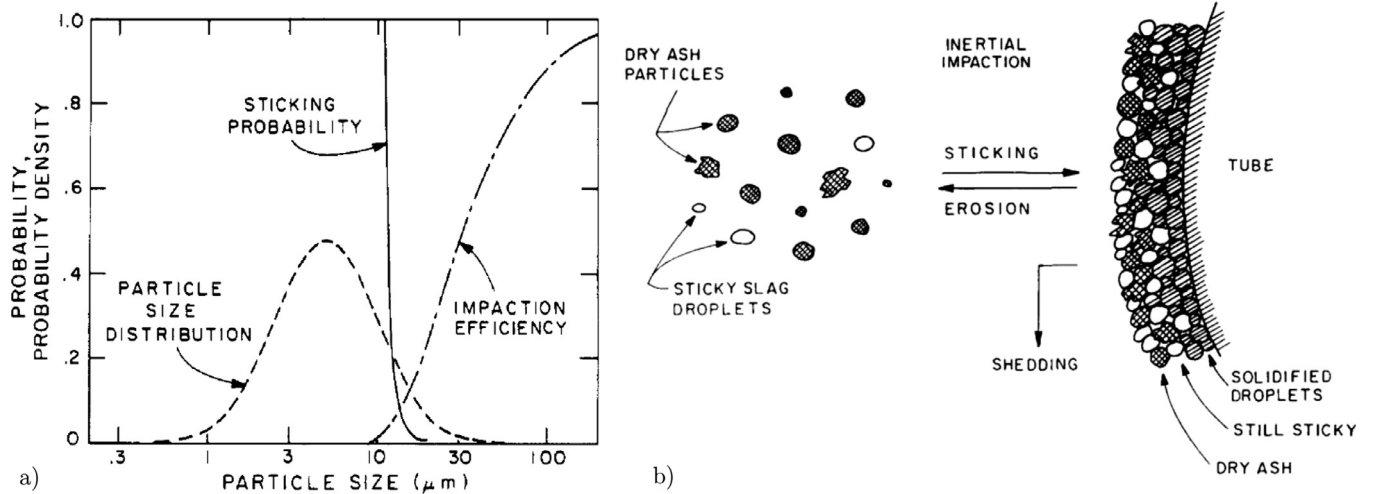 1.0
.8
.6
.4
.2
0
PROBABILITY,
PROBABILITY DENSITY
STICKING
PROBABILITY
PARTICLE
SIZE
DISTRIBUTION
IMPACTION
EFFICIENCY
.3 1 3 10 30 100
PARTICLE SIZE (μm)
a)
DRY ASH
PARTICLES
STICKY SLAG
DROPLETS
INERTIAL
IMPACTION
STICKING
EROSION
TUBE
SHEDDING
SOLIDIFIED
DROPLETS
STILL STICKY
DRY ASH
b)